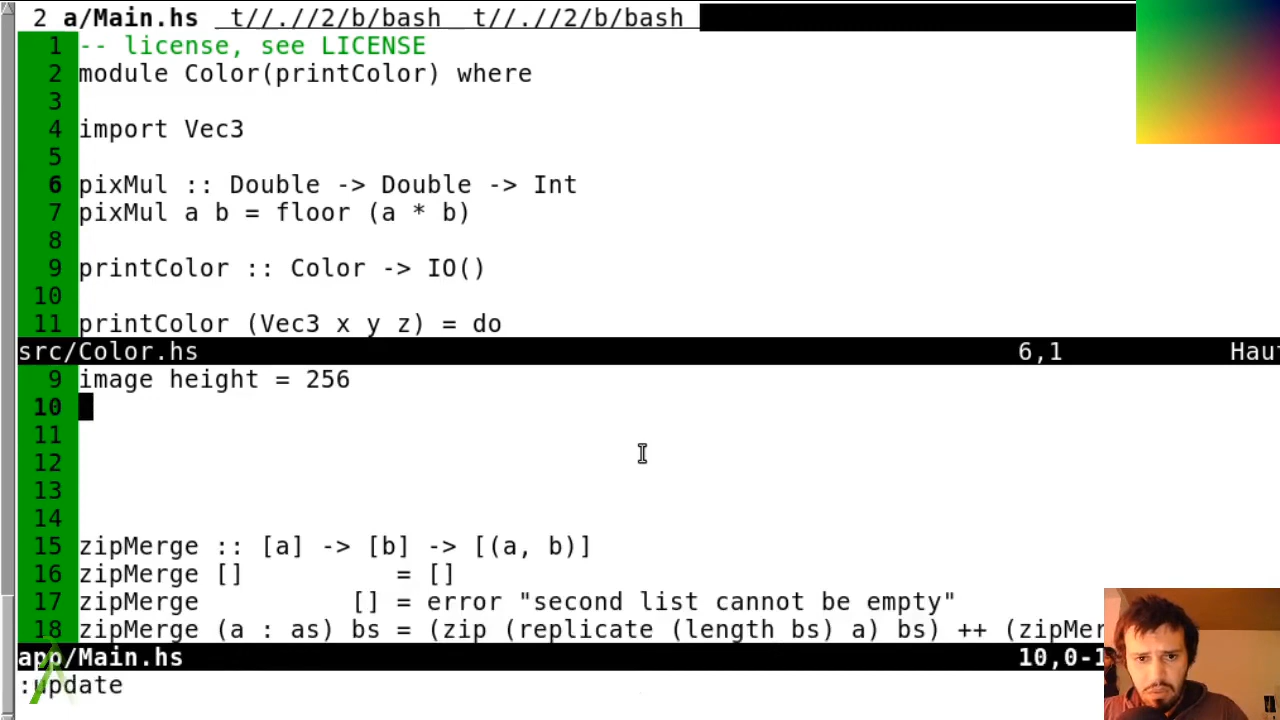 2 a/Main.hs  t//.//2/b/bash  t//.//2/b/bash
1 -- license, see LICENSE
2 module Color(printColor) where
3
4 import Vec3
5
6 pixMul :: Double -> Double -> Int
7 pixMul a b = floor (a * b)
8
9 printColor :: Color -> IO()
10
11 printColor (Vec3 x y z) = do
src/Color.hs 6,1 Hau
9 image height = 256
10
11
12
13
14
15 zipMerge :: [a] -> [b] -> [(a, b)]
16 zipMerge []          = []
17 zipMerge          [] = error "second list cannot be empty"
18 zipMerge (a : as) bs = (zip (replicate (length bs) a) bs) ++ (zipMer
app/Main.hs 10,0-1
:update